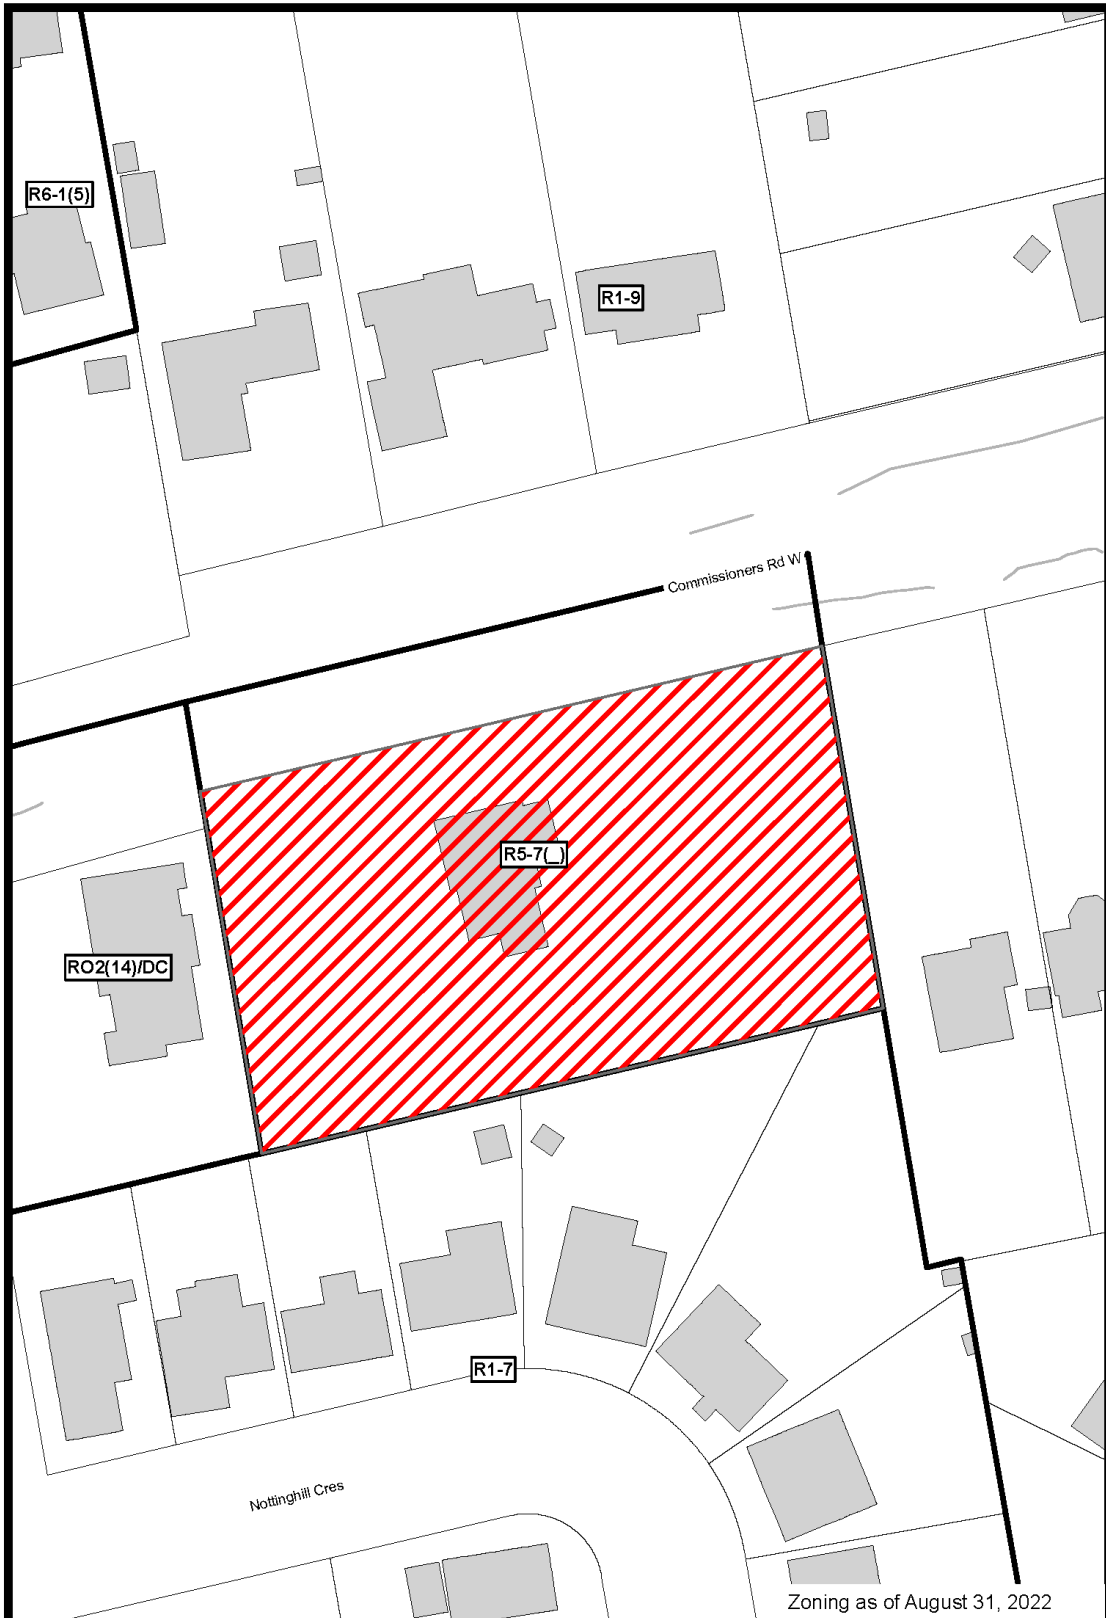 R6-1(5)
R1-9
Commissioners Rd W
R5-7(_)
RO2(14)/DC
R1-7
Nottinghill Cres
Zoning as of August 31, 2022